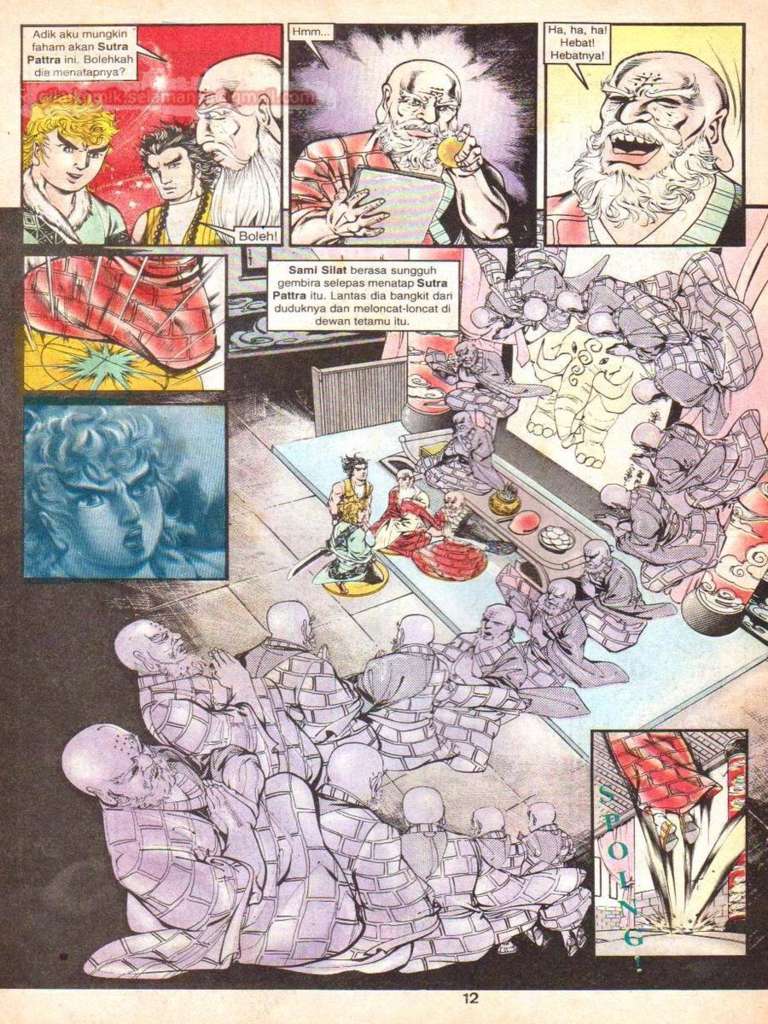 Adik aku mungkin
faham akan Sutra
Pattra ini. Bolehkah
dia menatapnya?
Boleh!
Hmm...
Ha, ha, ha!
Hebat!
Hebatnya!
Sami Silat berasa sungguh
gembira selepas menatap Sutra
Pattra itu. Lantas dia bangkit dari
duduknya dan meloncat-loncat di
dewan tetamu itu.
SPOING!
12